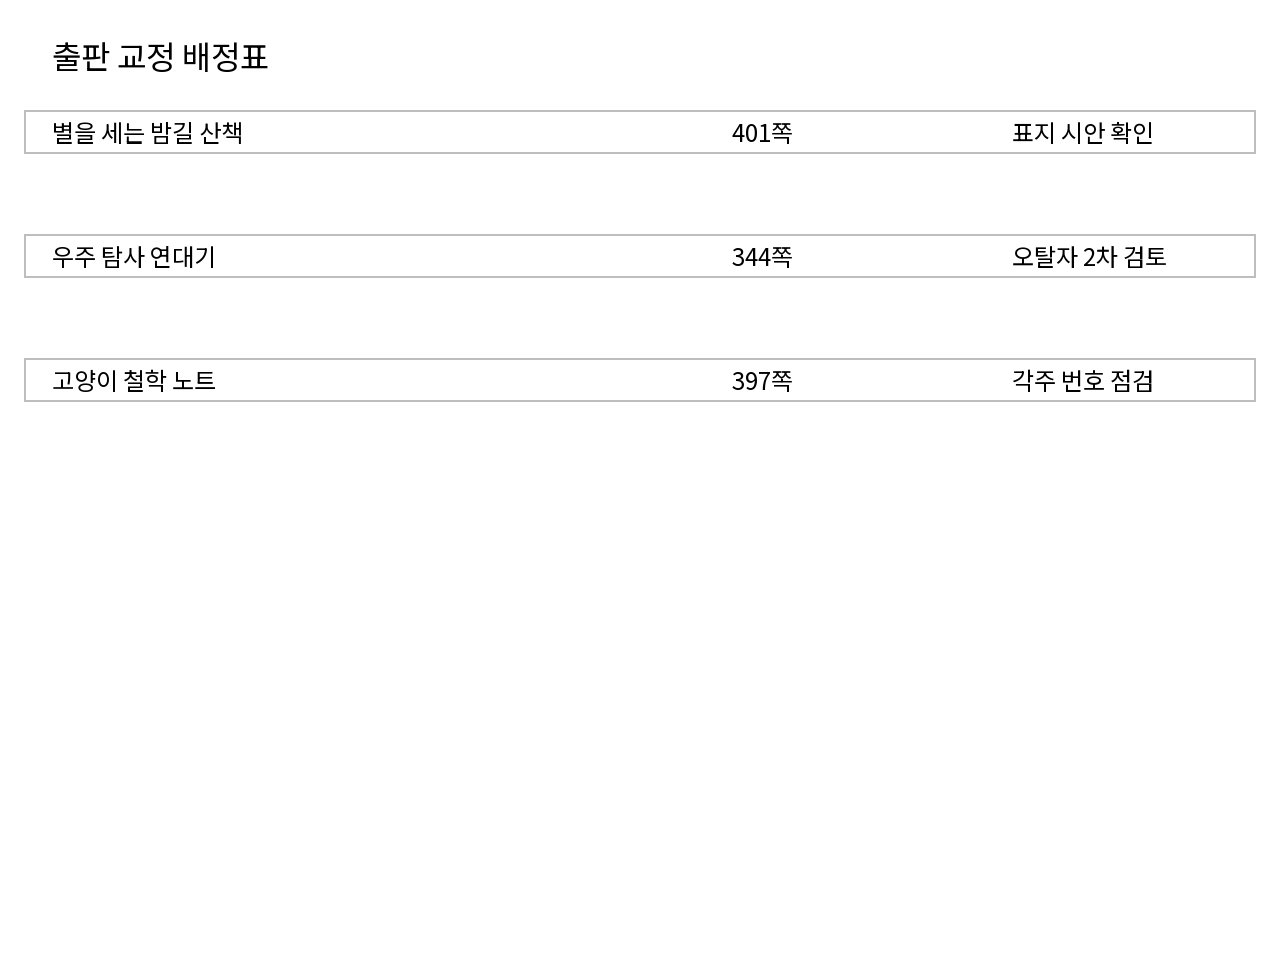 출판 교정 배정표
별을 세는 밤길 산책 401쪽 표지 시안 확인
우주 탐사 연대기 344쪽 오탈자 2차 검토
고양이 철학 노트 397쪽 각주 번호 점검